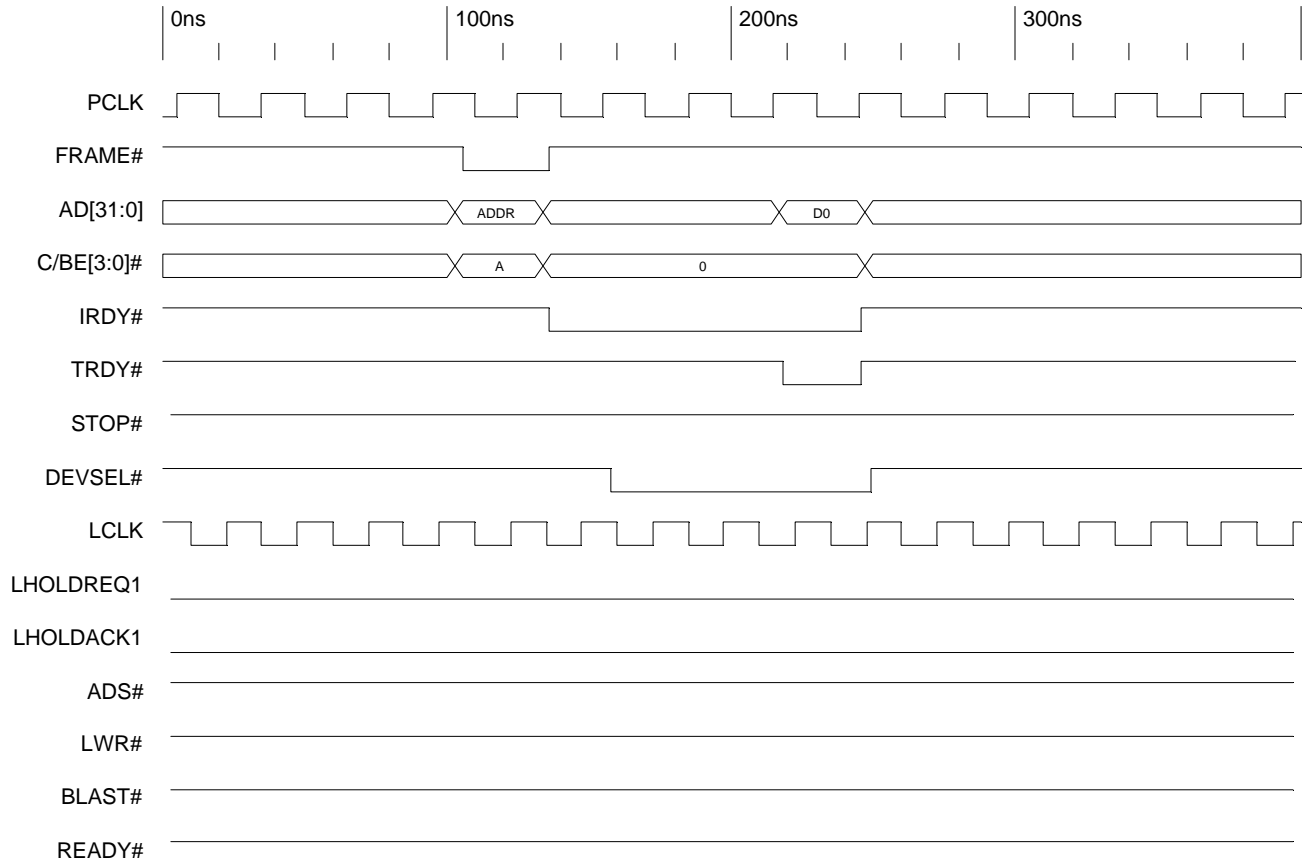 0ns 100ns 200ns 300ns
PCLK
FRAME#
AD[31:0] ADDR D0
C/BE[3:0]# A 0
IRDY#
TRDY#
STOP#
DEVSEL#
LCLK
LHOLDREQ1
LHOLDACK1
ADS#
LWR#
BLAST#
READY#